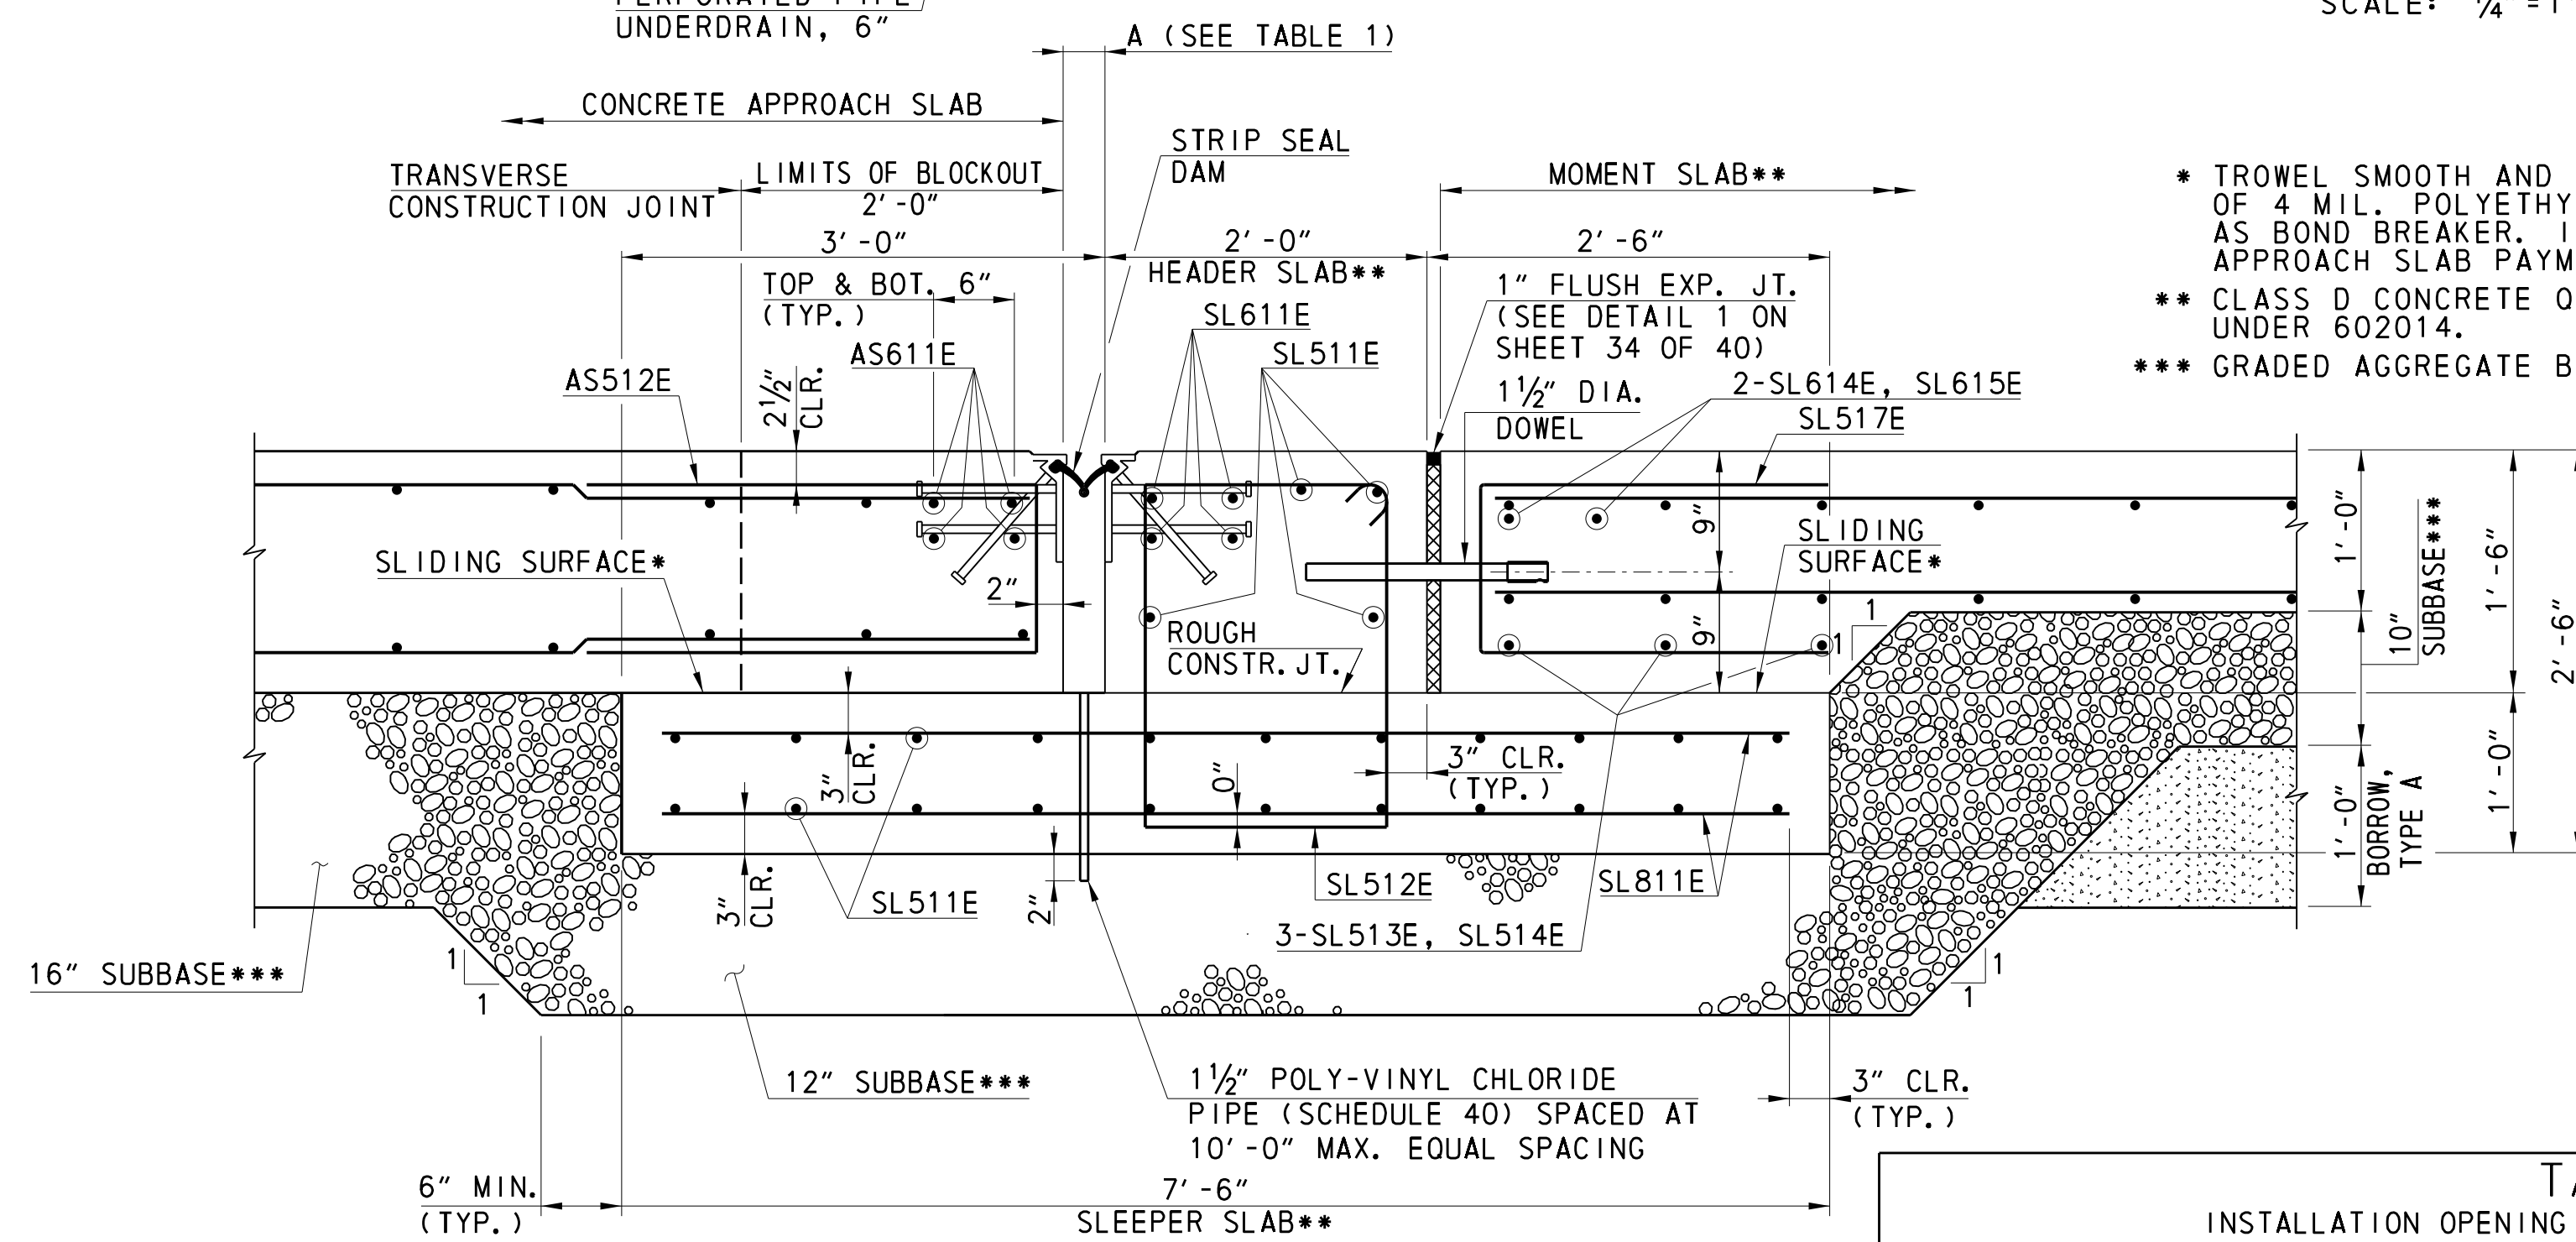 UNDERDRAIN, 6"
A (SEE TABLE 1)
CONCRETE APPROACH SLAB
STRIP SEAL
DAM
TRANSVERSE
CONSTRUCTION JOINT
LIMITS OF BLOCKOUT
2'-0"
MOMENT SLAB**
* TROWEL SMOOTH AND
OF 4 MIL.
AS BOND BREAKER.
APPROACH SLAB
** CLASS D CONCRETE
UNDER 602014.
*** GRADED AGGREGATE
3'-0"
2'-0"
HEADER SLAB**
2'-6"
TOP & BOT. 6"
(TYP.)
1" FLUSH EXP. JT.
(SEE DETAIL 1 ON
SHEET 34 OF 40)
SL611E
AS611E
SL511E
AS512E
2½"
CLR.
1½" DIA.
DOWEL
2-SL614E, SL615E
SL517E
SLIDING SURFACE*
2"
9"
9"
SLIDING
SURFACE*
1
1
ROUGH
CONSTR. JT.
1'-0"
10"
SUBBASE***
1'-6"
2'-6"
1'-0"
1'-0"
BORROW,
TYPE A
3"
CLR.
3" CLR.
(TYP.)
0"
3"
CLR.
SL511E
2"
SL512E
SL811E
3-SL513E, SL514E
16" SUBBASE***
1
1
1
1
12" SUBBASE***
1½" POLY-VINYL CHLORIDE
PIPE (SCHEDULE 40) SPACED AT
10'-0" MAX. EQUAL SPACING
3" CLR.
(TYP.)
6" MIN.
(TYP.)
7'-6"
SLEEPER SLAB**
INSTALLATION OPENING